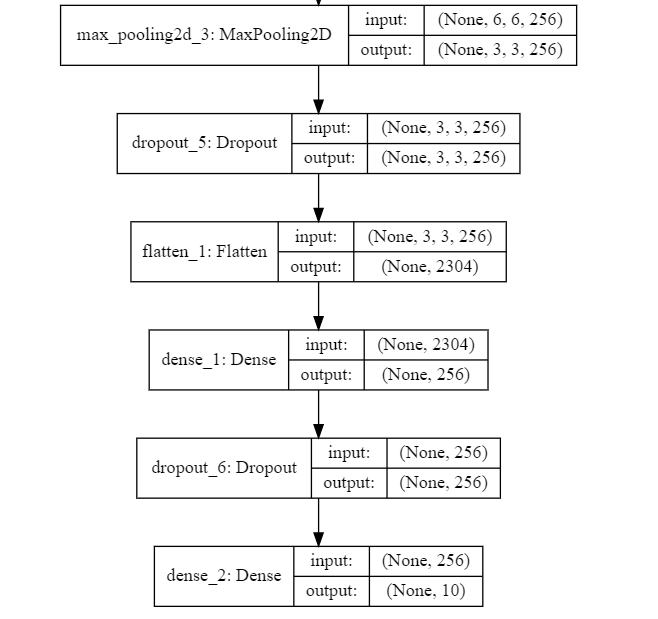 max_pooling2d_3: MaxPooling2D
input: (None, 6, 6, 256)
output: (None, 3, 3, 256)
dropout_5: Dropout
input: (None, 3, 3, 256)
output: (None, 3, 3, 256)
flatten_1: Flatten
input: (None, 3, 3, 256)
output: (None, 2304)
dense_1: Dense
input: (None, 2304)
output: (None, 256)
dropout_6: Dropout
input: (None, 256)
output: (None, 256)
dense_2: Dense
input: (None, 256)
output: (None, 10)